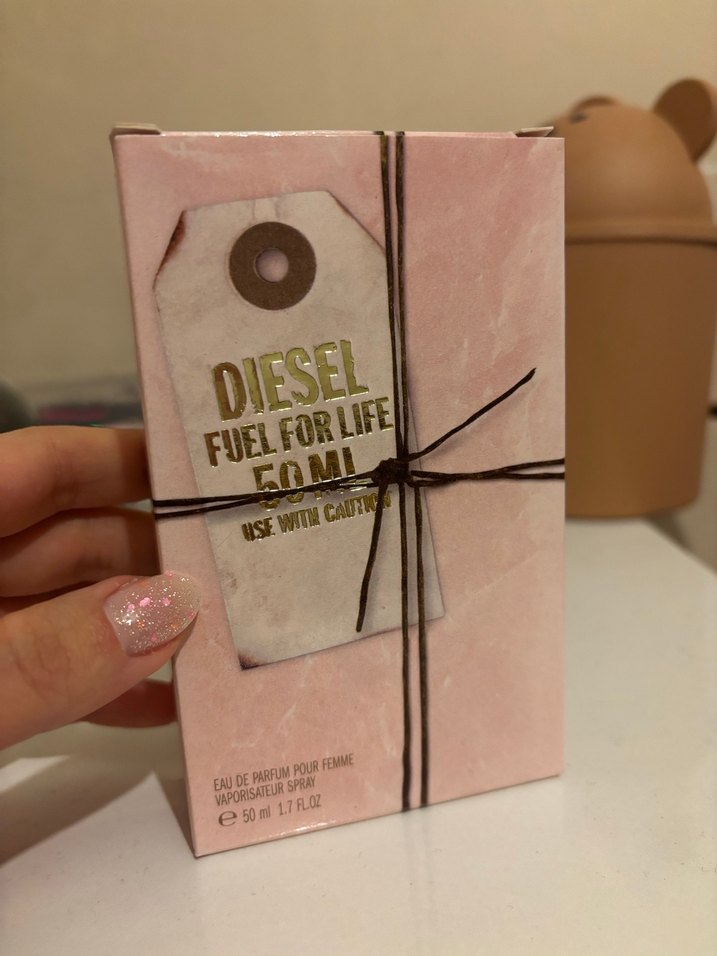 DIESEL
FUEL FOR LIFE
50 ML
USE WITH CAUTION
EAU DE PARFUM POUR FEMME
VAPORISATEUR SPRAY
℮ 50 ml 1.7 FL.OZ